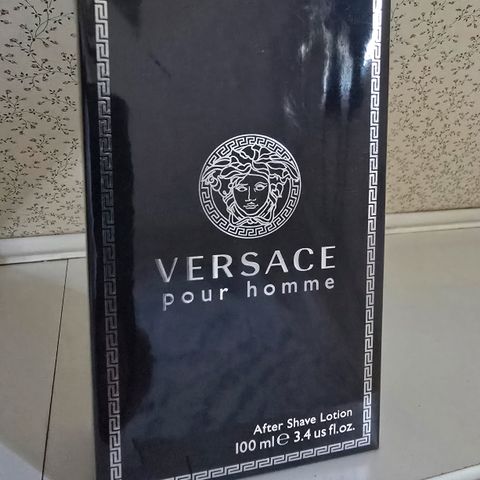 VERSACE
pour homme
After Shave Lotion
100 ml ℮ 3.4 us fl.oz.